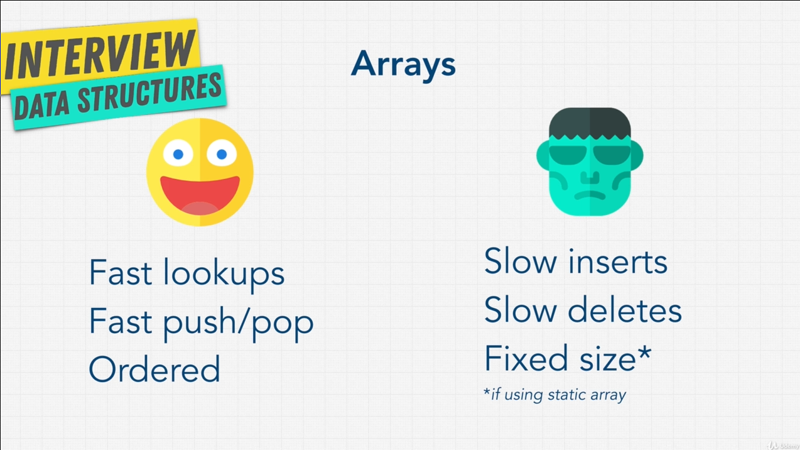 INTERVIEW
DATA STRUCTURES
Arrays
Fast lookups
Fast push/pop
Ordered
Slow inserts
Slow deletes
Fixed size*
*if using static array
Udemy